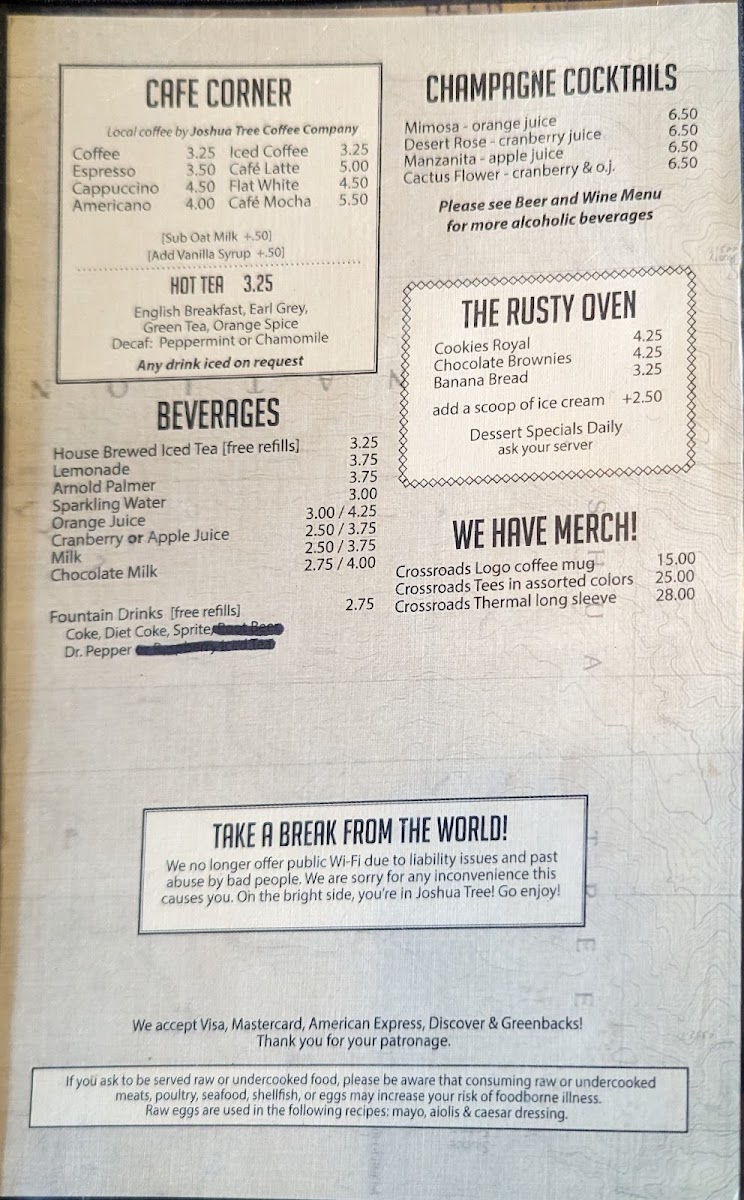 CAFE CORNER
Local coffee by Joshua Tree Coffee Company
Coffee 3.25 Iced Coffee 3.25
Espresso 3.50 Café Latte 5.00
Cappuccino 4.50 Flat White 4.50
Americano 4.00 Café Mocha 5.50
[Sub Oat Milk +.50]
[Add Vanilla Syrup +.50]
HOT TEA 3.25
English Breakfast, Earl Grey,
Green Tea, Orange Spice
Decaf: Peppermint or Chamomile
Any drink iced on request
BEVERAGES
House Brewed Iced Tea [free refills] 3.25
Lemonade 3.75
Arnold Palmer 3.75
Sparkling Water 3.00
Orange Juice 3.00 / 4.25
Cranberry or Apple Juice 2.50 / 3.75
Milk 2.50 / 3.75
Chocolate Milk 2.75 / 4.00
Fountain Drinks [free refills] 2.75
Coke, Diet Coke, Sprite, Root Beer
Dr. Pepper or Raspberry Iced Tea
CHAMPAGNE COCKTAILS
Mimosa - orange juice 6.50
Desert Rose - cranberry juice 6.50
Manzanita - apple juice 6.50
Cactus Flower - cranberry & o.j. 6.50
Please see Beer and Wine Menu
for more alcoholic beverages
THE RUSTY OVEN
Cookies Royal 4.25
Chocolate Brownies 4.25
Banana Bread 3.25
add a scoop of ice cream +2.50
Dessert Specials Daily
ask your server
WE HAVE MERCH!
Crossroads Logo coffee mug 15.00
Crossroads Tees in assorted colors 25.00
Crossroads Thermal long sleeve 28.00
TAKE A BREAK FROM THE WORLD!
We no longer offer public Wi-Fi due to liability issues and past
abuse by bad people. We are sorry for any inconvenience this
causes you. On the bright side, you're in Joshua Tree! Go enjoy!
We accept Visa, Mastercard, American Express, Discover & Greenbacks!
Thank you for your patronage.
If you ask to be served raw or undercooked food, please be aware that consuming raw or undercooked
meats, poultry, seafood, shellfish, or eggs may increase your risk of foodborne illness.
Raw eggs are used in the following recipes: mayo, aiolis & caesar dressing.